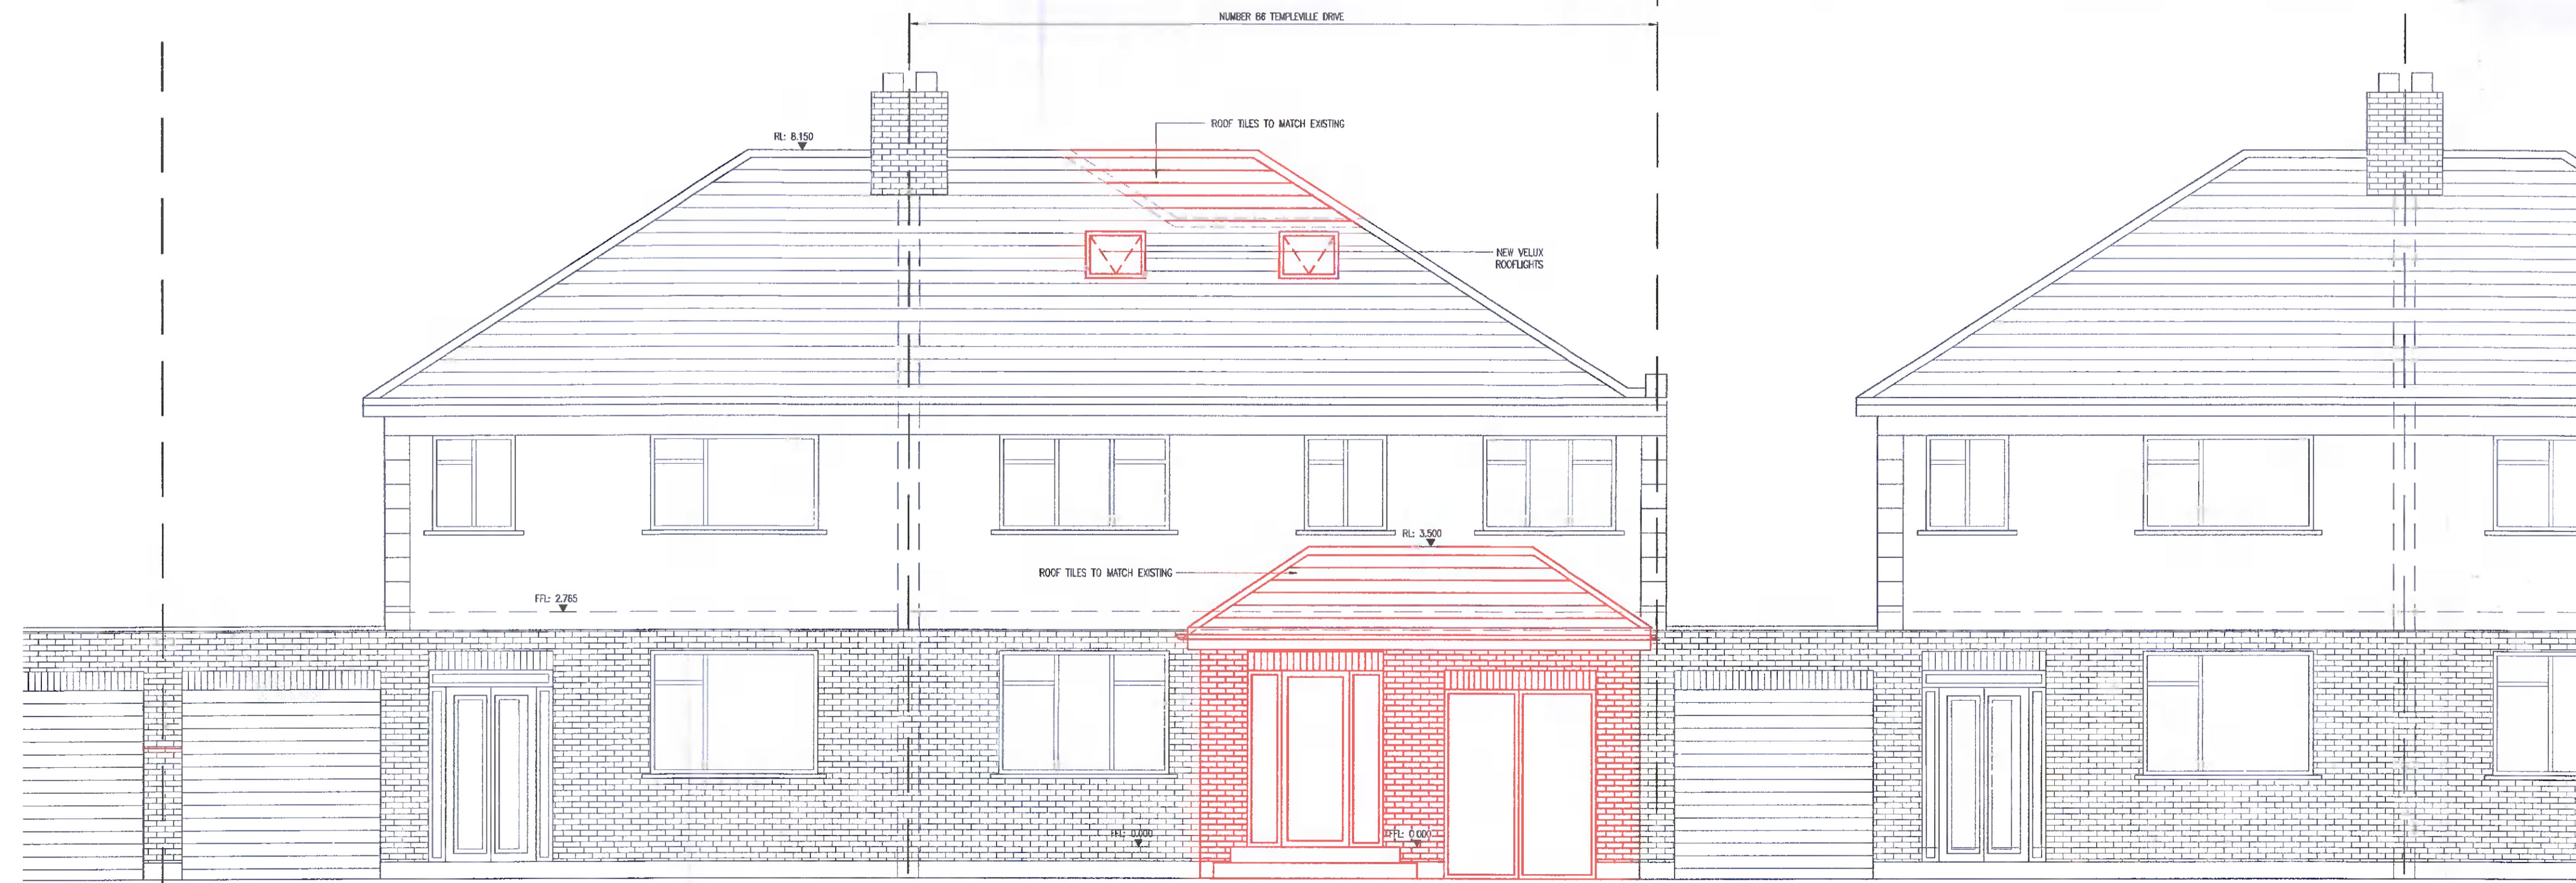 NUMBER 86 TEMPLEVILLE DRIVE
ROOF TILES TO MATCH EXISTING
RL: 8.150
NEW VELUX
ROOFLIGHTS
RL: 3.500
ROOF TILES TO MATCH EXISTING
FFL: 2.765
FFL: 0.000
FFL: 0.000